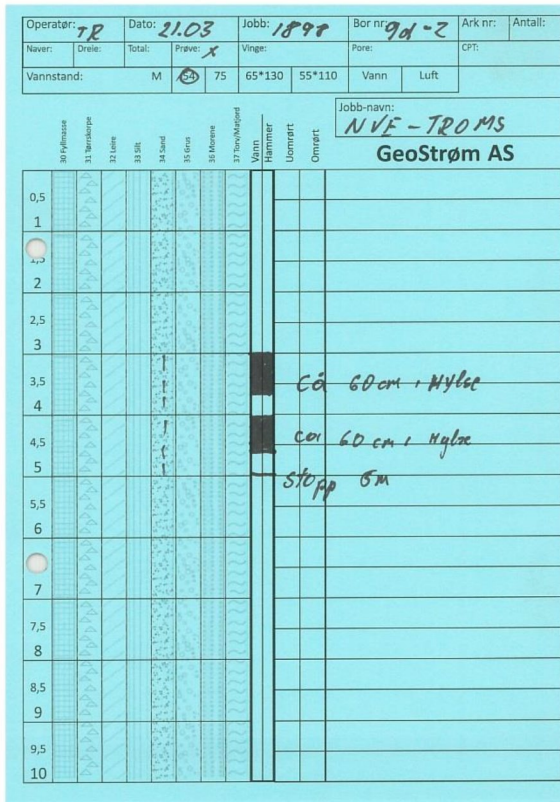 Operatør: TR Dato: 21.03 Jobb: 1898 Bor nr: 9d-2 Ark nr: Antall:
Naver: Dreie: Total: Prøve: x Vinge: Pore: CPT:
Vannstand: M 54 75 65*130 55*110 Vann Luft
Jobb-navn:
NVE-TROMS
GeoStrøm AS
30 Fyllmasse
31 Tørrskorpe
32 Leire
33 Silt
34 Sand
35 Grus
36 Morene
37 Torv/Matjord
Vann
Hammer
Uomrørt
Omrørt
0,5
1
1,5
2
2,5
3
3,5 Ca 60 cm i Hylse
4
4,5 ca 60 cm i Hylse
5 Stopp
5,5
6
7
7,5
8
8,5
9
9,5
10